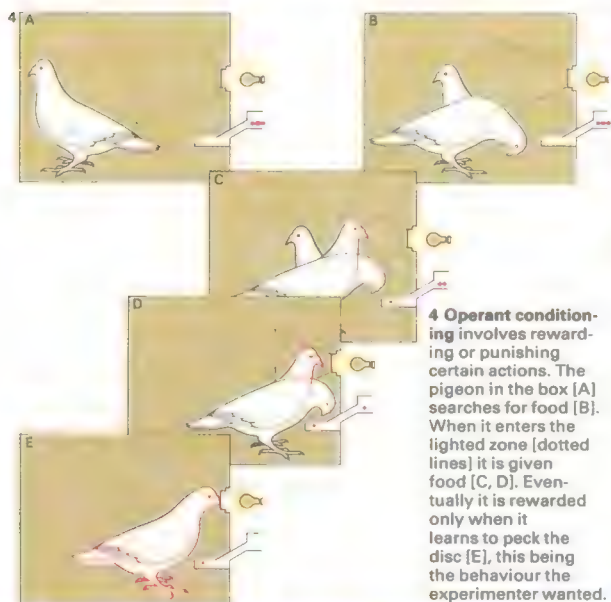 4 A
B
C
D
E
4 Operant condition-
ing involves reward-
ing or punishing
certain actions. The
pigeon in the box [A]
searches for food [B].
When it enters the
lighted zone [dotted
lines] it is given
food [C, D]. Even-
tually it is rewarded
only when it
learns to peck the
disc [E], this being
the behaviour the
experimenter wanted.